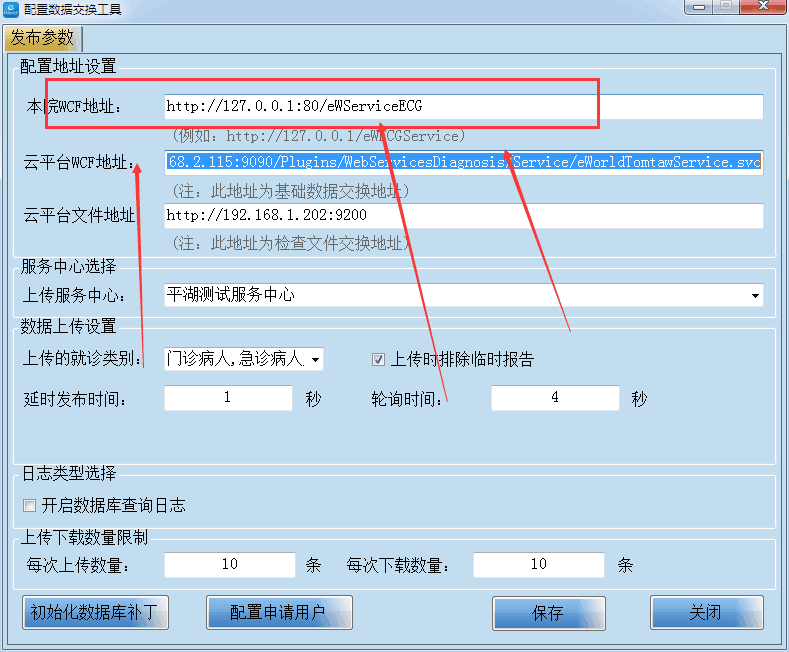 配置数据交换工具
发布参数
配置地址设置
本院WCF地址: http://127.0.0.1:80/eWServiceECG
(例如: http://127.0.0.1/eWECGService)
云平台WCF地址: 68.2.115:9090/Plugins/WebServicesDiagnosis/Service/eWorldTomtawService.svc
(注: 此地址为基础数据交换地址)
云平台文件地址 http://192.168.1.202:9200
(注: 此地址为检查文件交换地址)
服务中心选择
上传服务中心: 平湖测试服务中心
数据上传设置
上传的就诊类别: 门诊病人,急诊病人 上传时排除临时报告
延时发布时间: 1 秒 轮询时间: 4 秒
日志类型选择
开启数据库查询日志
上传下载数量限制
每次上传数量: 10 条 每次下载数量: 10 条
初始化数据库补丁 配置申请用户 保存 关闭